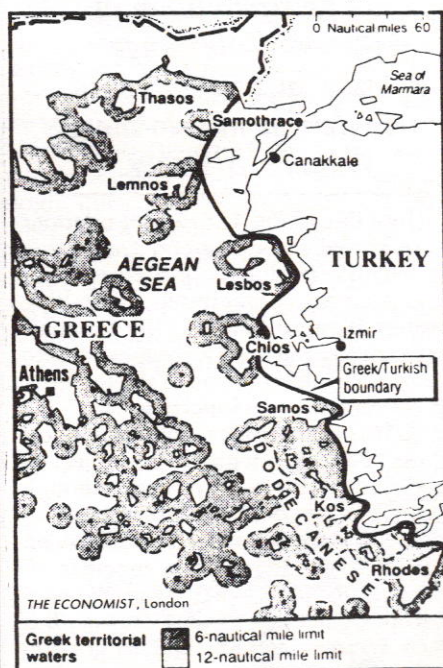 0 Nautical miles 60
Sea of
Marmara
Thasos
Samothrace
Canakkale
Lemnos
AEGEAN
SEA
TURKEY
Lesbos
GREECE
Izmir
Chios
Athens
Greek/Turkish
boundary
Samos
DODECANESE
Kos
Rhodes
THE ECONOMIST, London
Greek territorial
waters
6-nautical mile limit
12-nautical mile limit